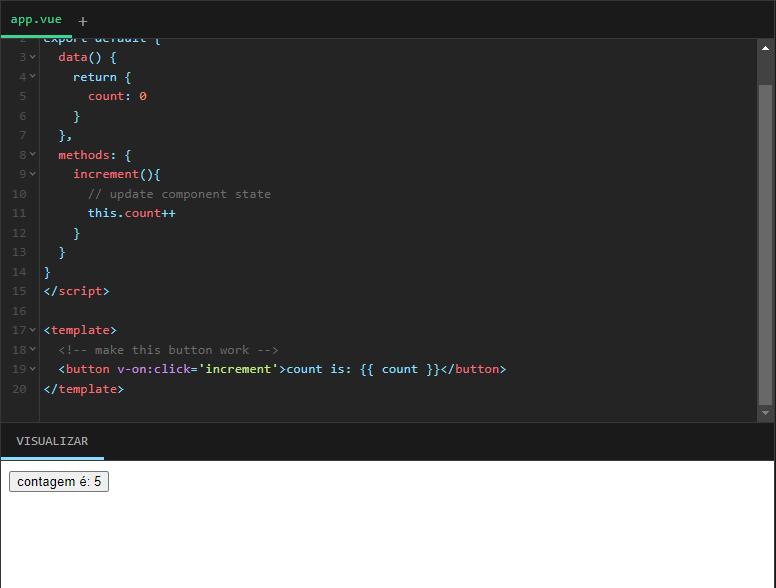 app.vue +
2 export default {
3 data() {
4 return {
5 count: 0
6 }
7 },
8 methods: {
9 increment(){
10 // update component state
11 this.count++
12 }
13 }
14 }
15 </script>
16
17 <template>
18 <!-- make this button work -->
19 <button v-on:click='increment'>count is: {{ count }}</button>
20 </template>
VISUALIZAR
contagem é: 5